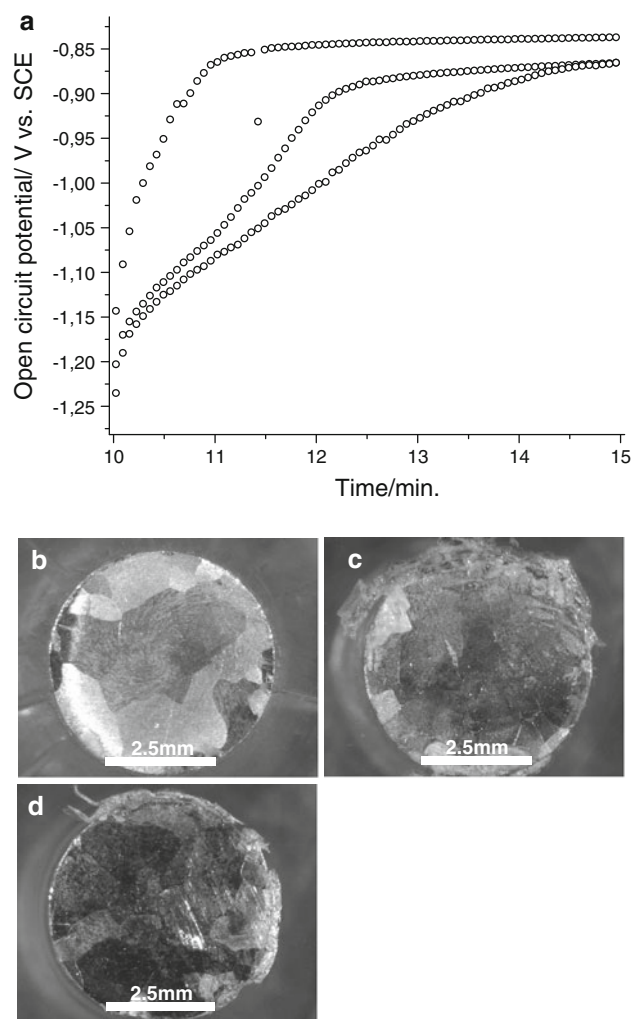 a
Open circuit potential/ V vs. SCE
-0,85
-0,90
-0,95
-1,00
-1,05
-1,10
-1,15
-1,20
-1,25
10 11 12 13 14 15
Time/min.
b
2.5mm
c
2.5mm
d
2.5mm